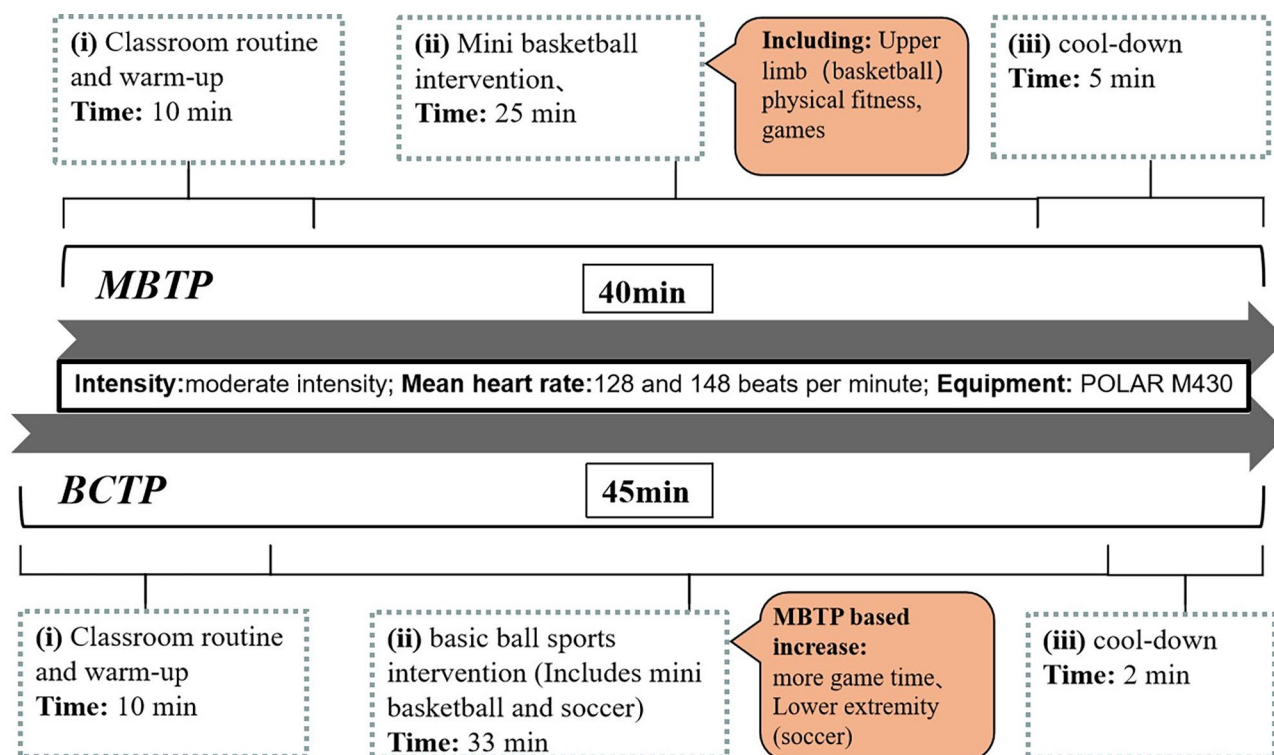 (i) Classroom routine
and warm-up
Time: 10 min
(ii) Mini basketball
intervention、
Time: 25 min
Including: Upper
limb（basketball）
physical fitness,
games
(iii) cool-down
Time: 5 min
MBTP
40min
Intensity:moderate intensity; Mean heart rate:128 and 148 beats per minute; Equipment: POLAR M430
BCTP
45min
(i) Classroom routine
and warm-up
Time: 10 min
(ii) basic ball sports
intervention (Includes mini
basketball and soccer)
Time: 33 min
MBTP based
increase:
more game time、
Lower extremity
(soccer)
(iii) cool-down
Time: 2 min